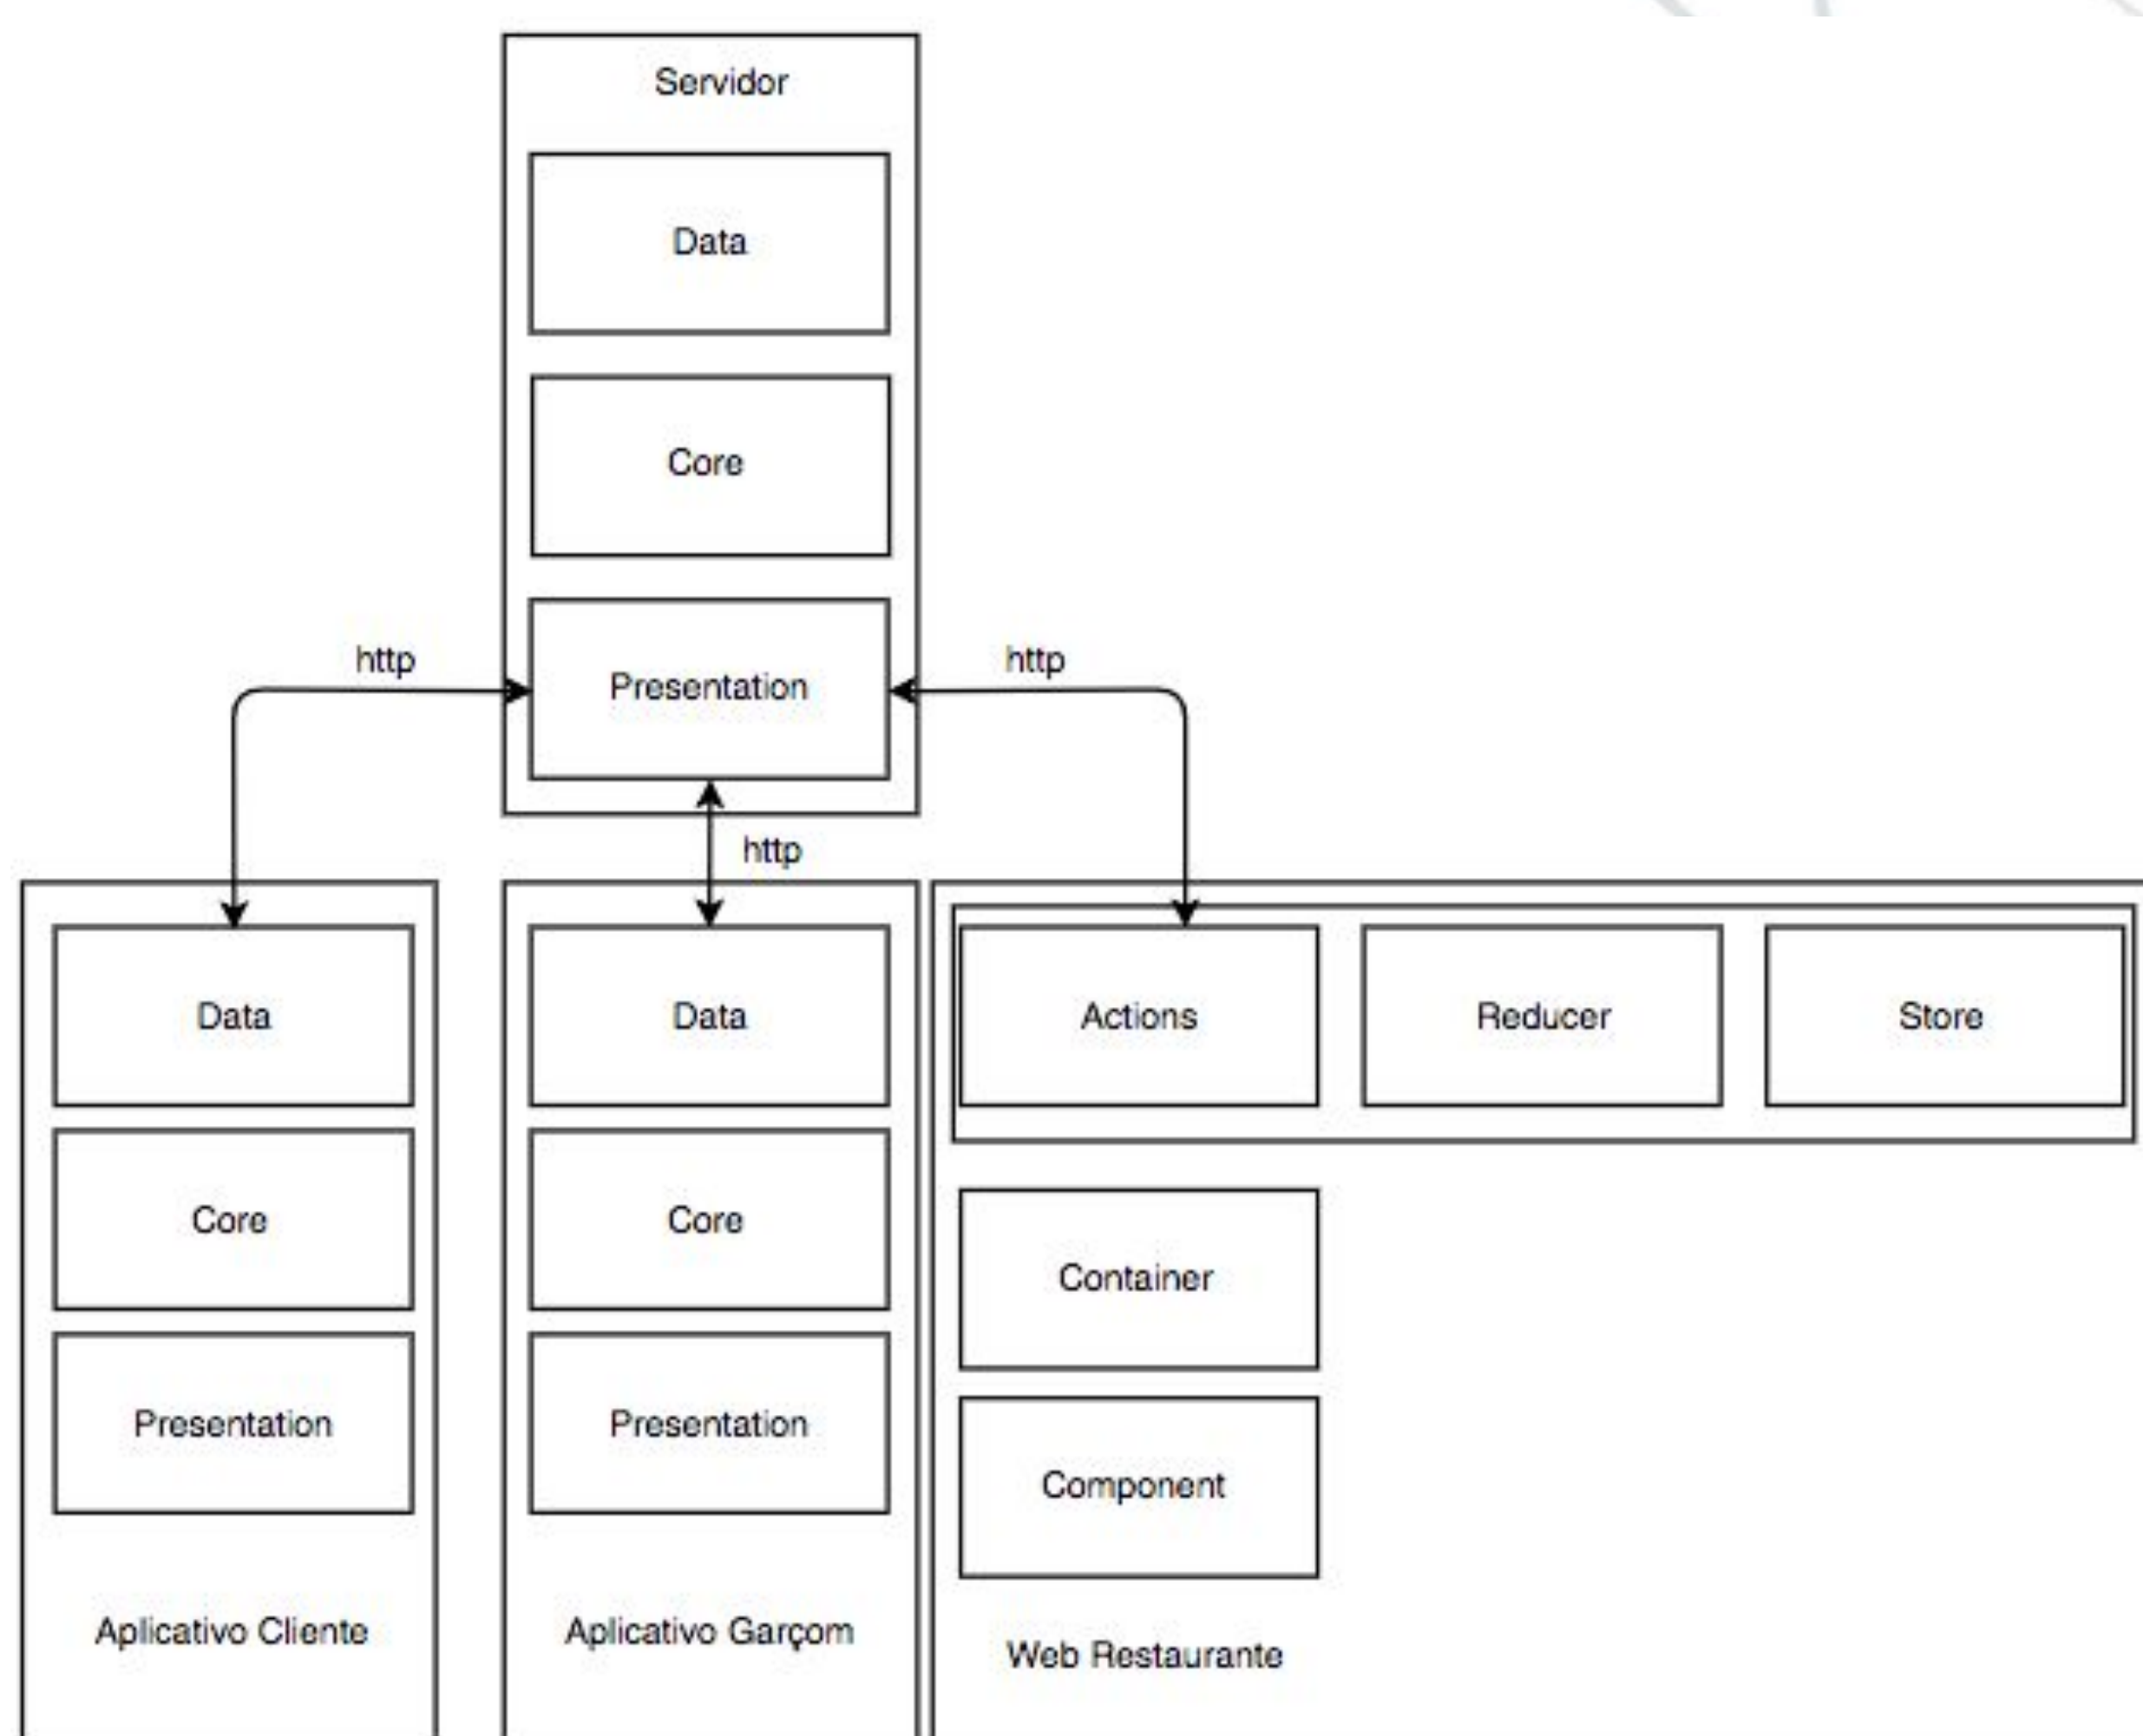 Servidor
Data
Core
http
Presentation
http
http
Data
Data
Actions
Reducer
Store
Core
Core
Container
Presentation
Presentation
Component
Aplicativo Cliente
Aplicativo Garçom
Web Restaurante